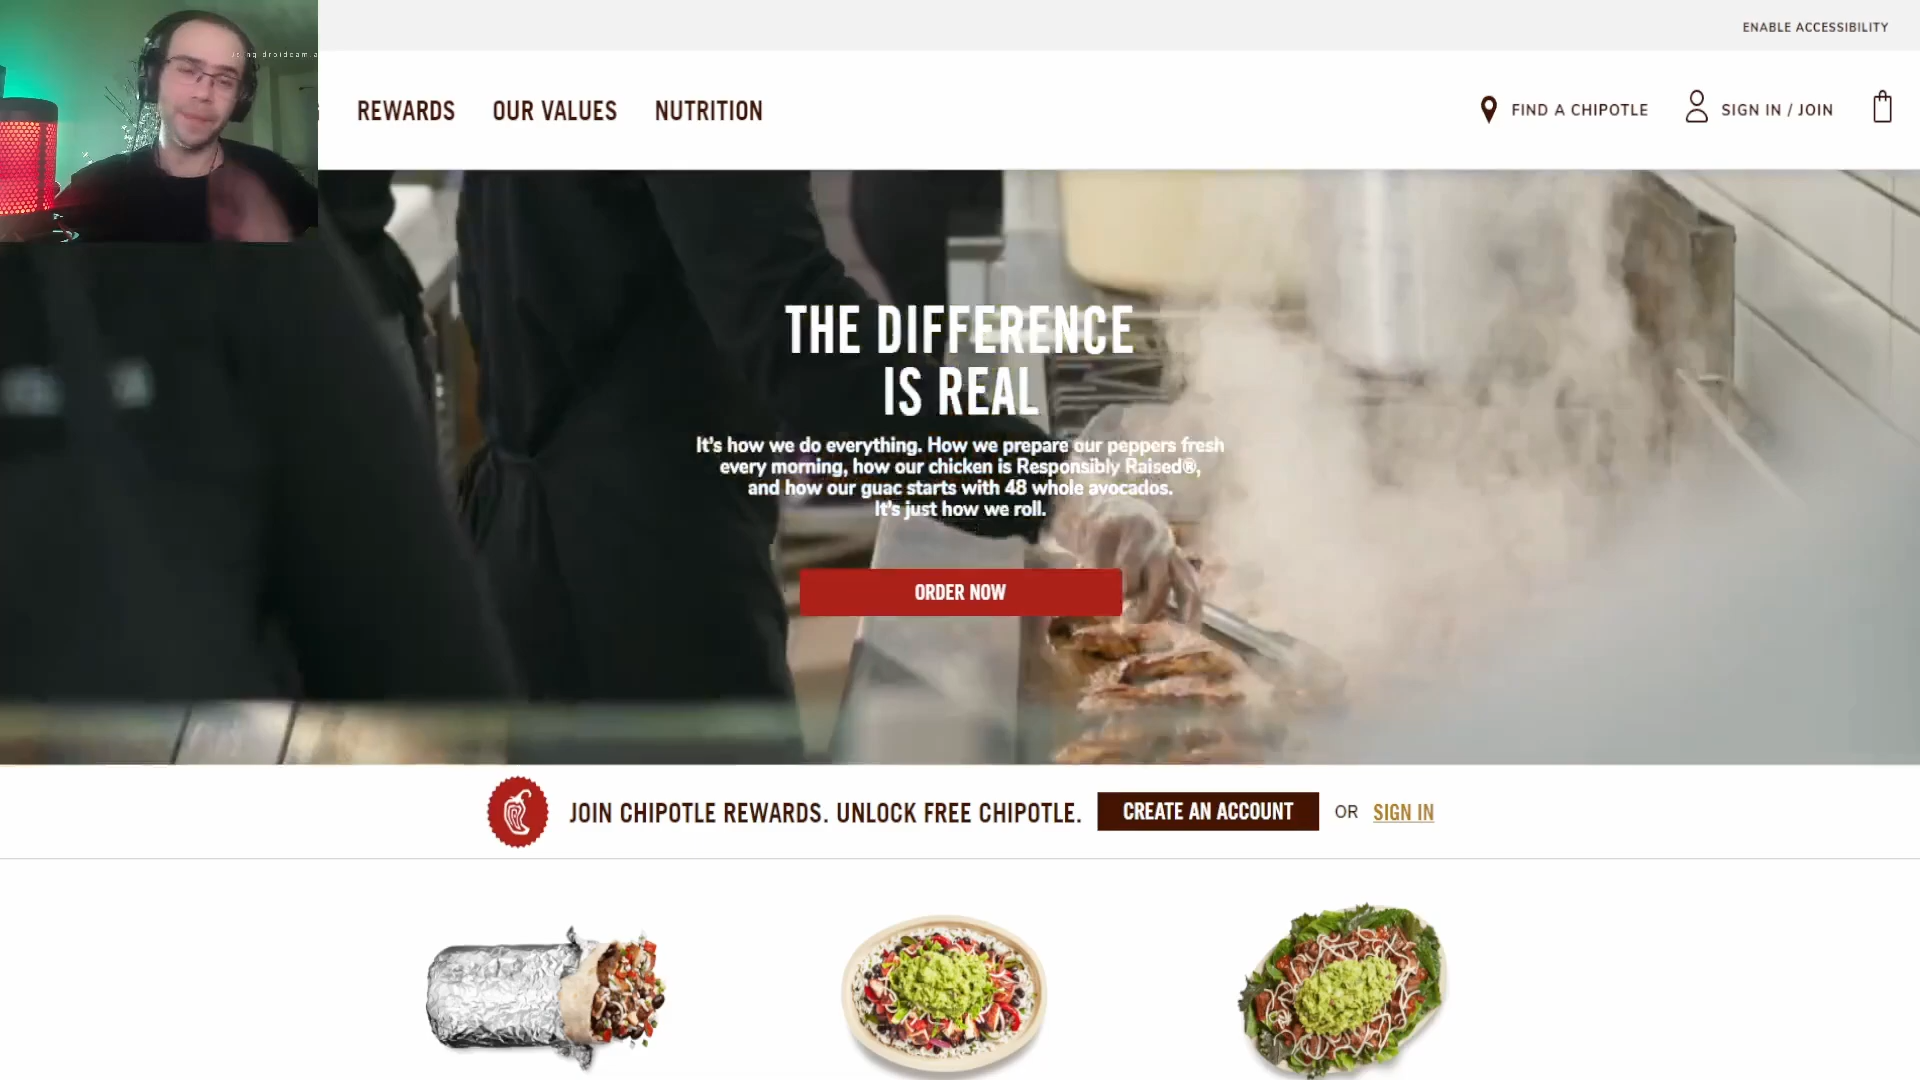 ENABLE ACCESSIBILITY
REWARDS OUR VALUES NUTRITION FIND A CHIPOTLE SIGN IN / JOIN
THE DIFFERENCE
IS REAL
It's how we do everything. How we prepare our peppers fresh
every morning, how our chicken is Responsibly Raised®,
and how our guac starts with 48 whole avocados.
It's just how we roll.
ORDER NOW
JOIN CHIPOTLE REWARDS. UNLOCK FREE CHIPOTLE. CREATE AN ACCOUNT OR SIGN IN